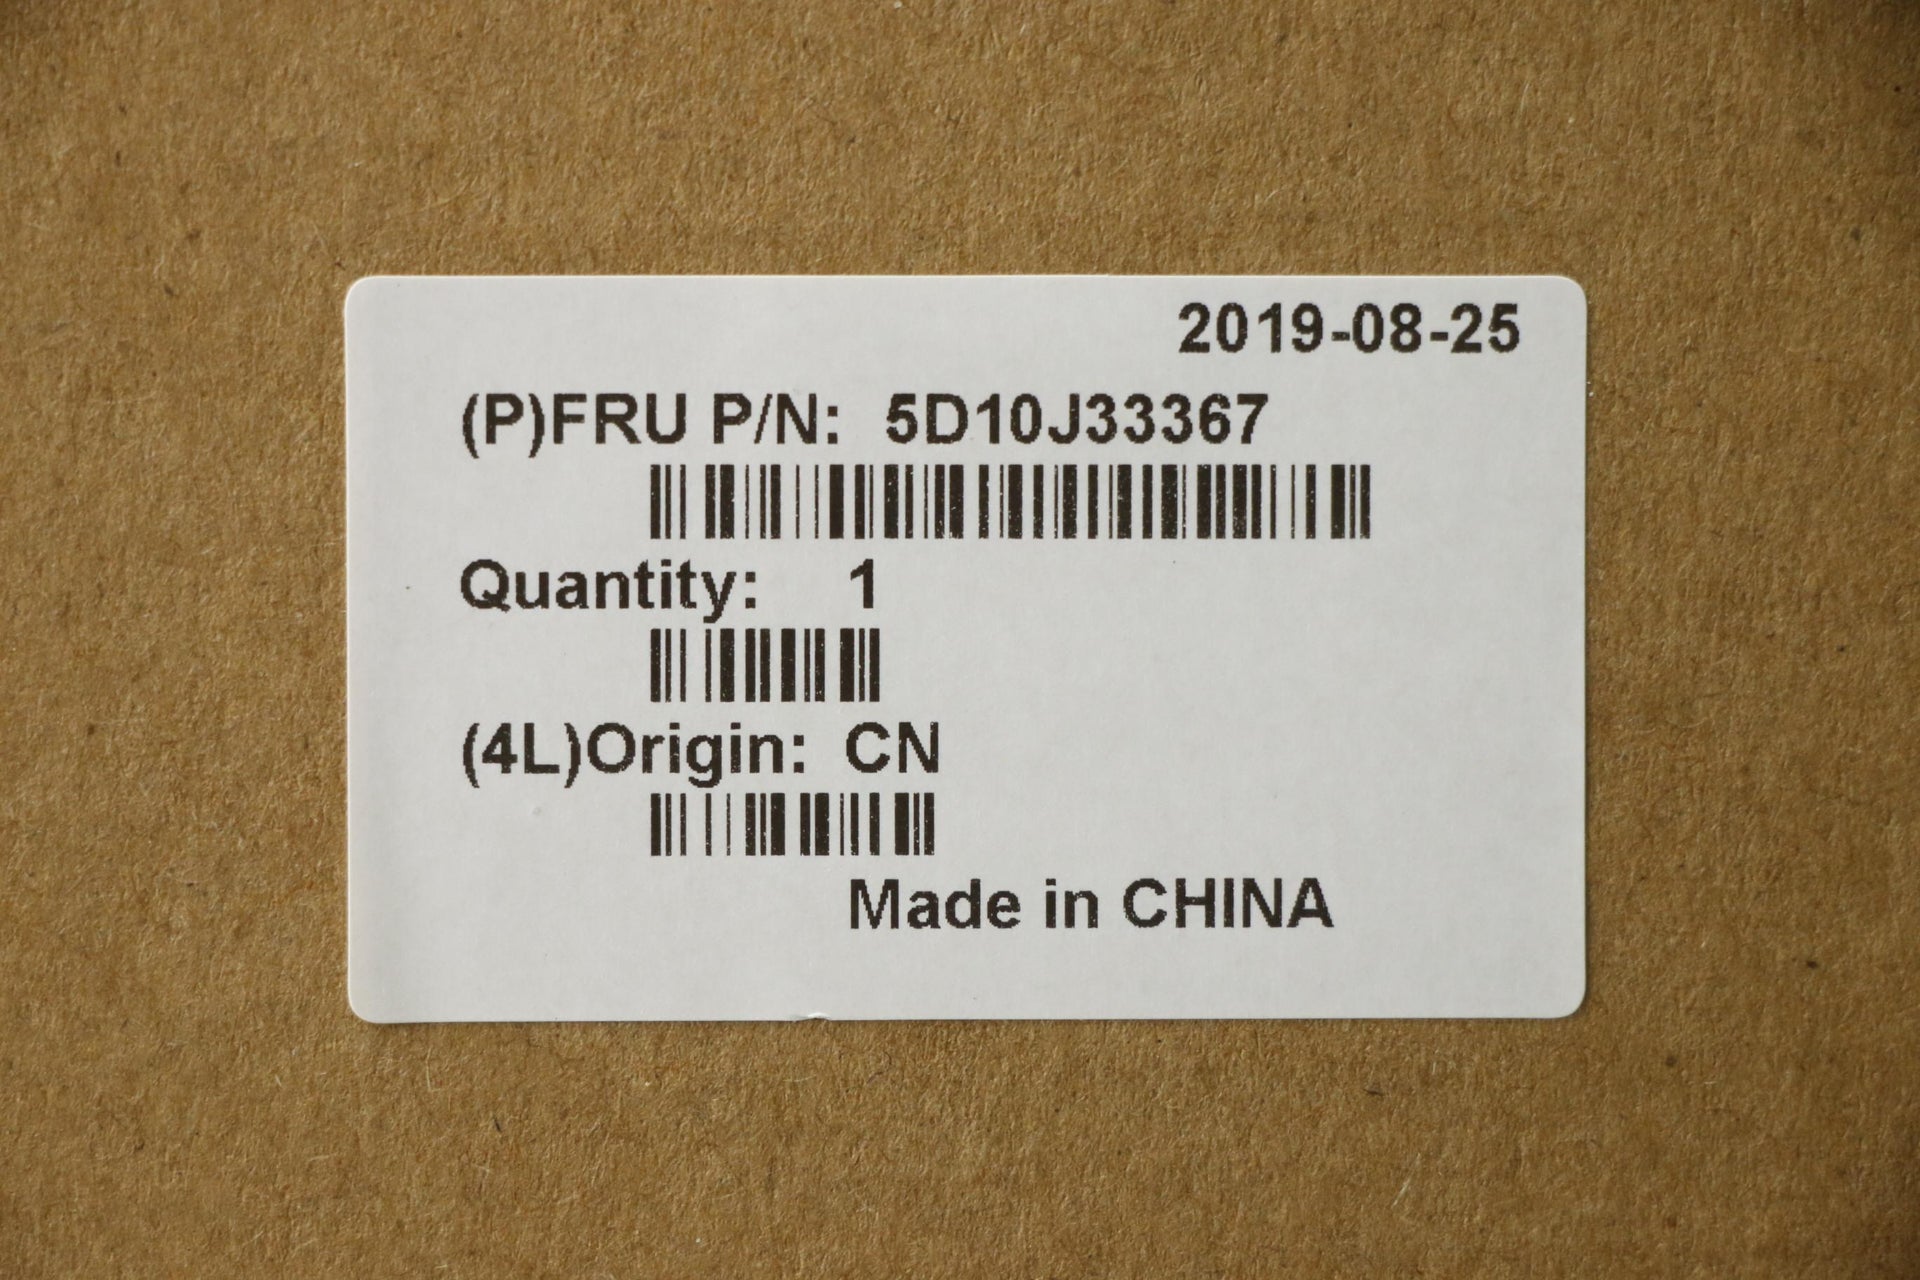 2019-08-25
(P)FRU P/N: 5D10J33367
Quantity: 1
(4L)Origin: CN
Made in CHINA